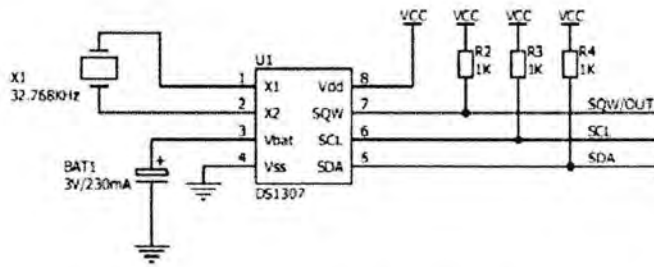 VCC VCC VCC VCC
R2 R3 R4
1K 1K 1K
U1
X1
32.768KHz
1 X1 Vdd 8
2 X2 SQW 7 SQW/OUT
3 Vbat SCL 6 SCL
4 Vss SDA 5 SDA
DS1307
BAT1
3V/230mA
+